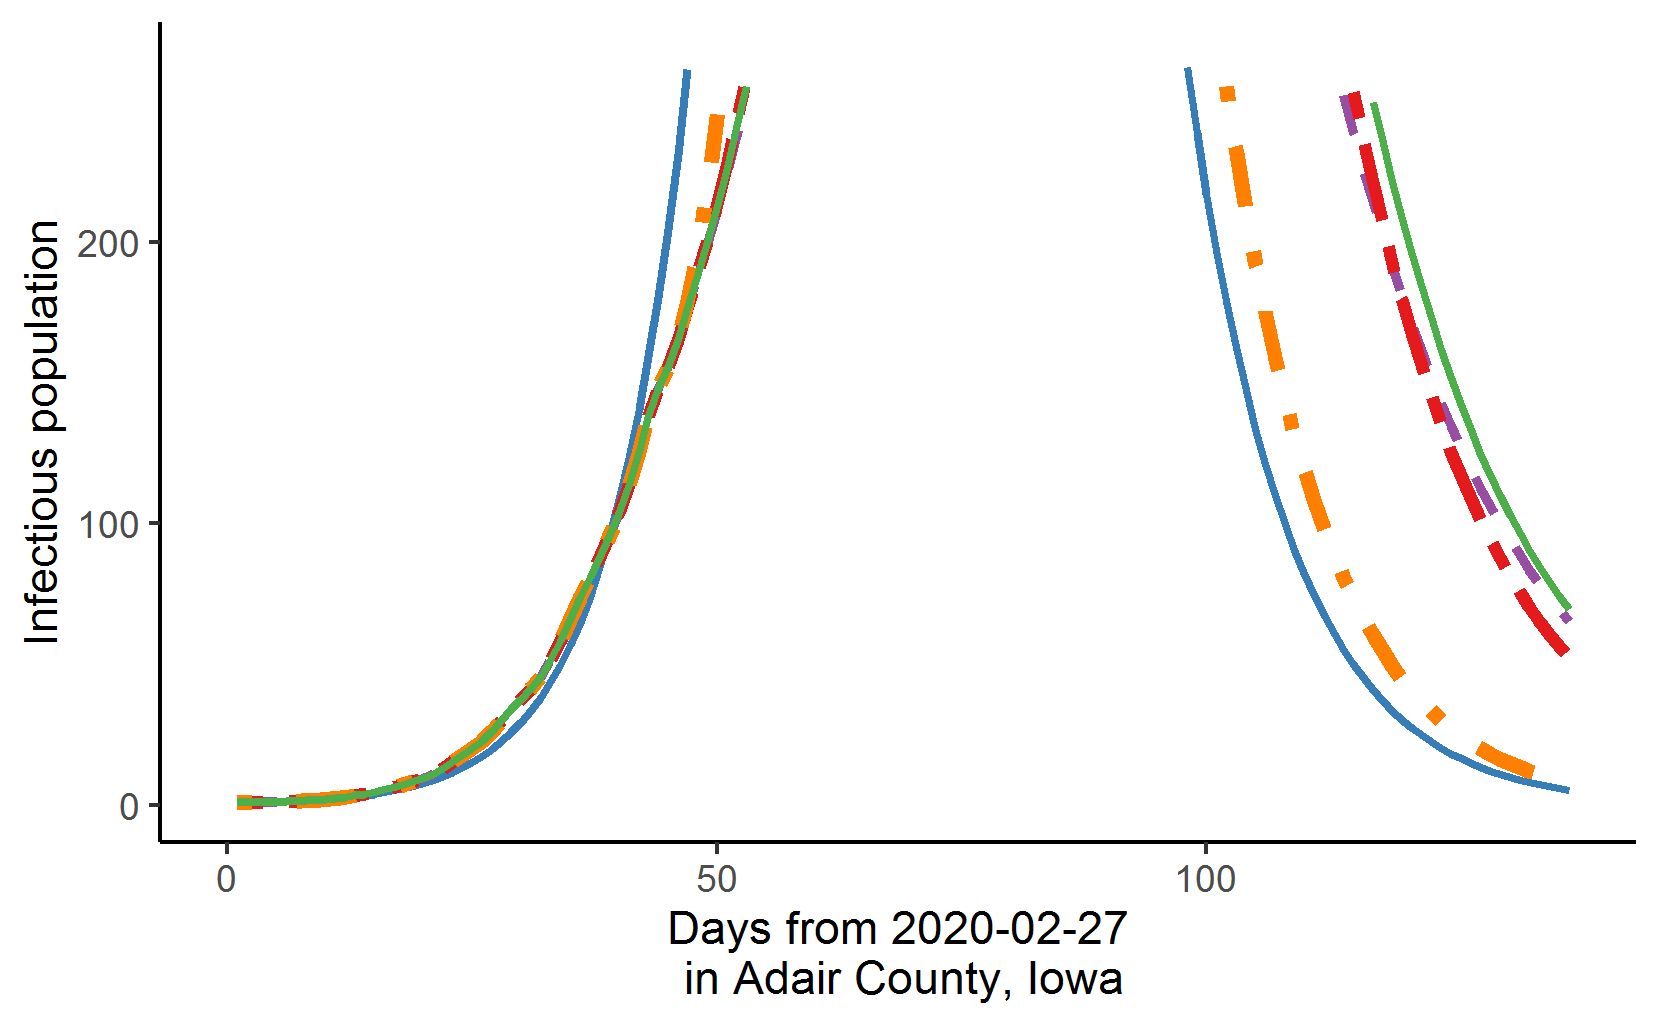 Infectious population
200
100
0
0
50
100
Days from 2020-02-27
in Adair County, Iowa